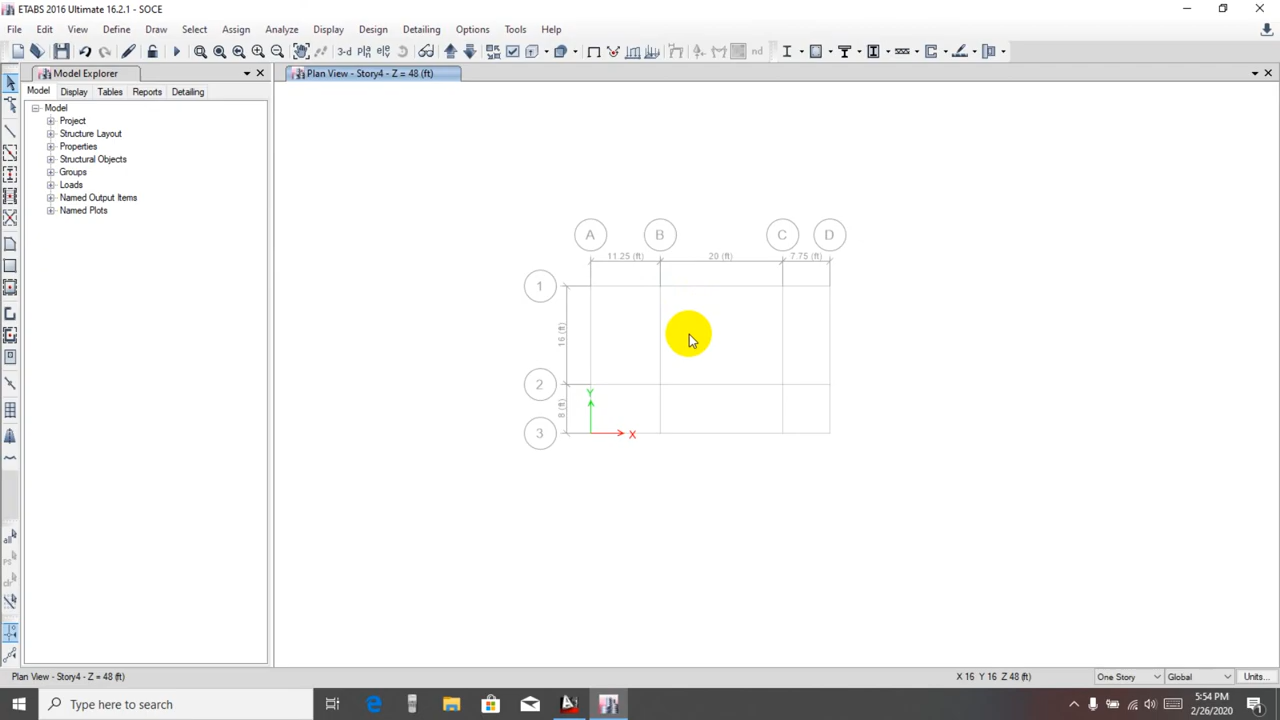 ETABS 2016 Ultimate 16.2.1 - SOCE
File Edit View Define Draw Select Assign Analyze Display Design Detailing Options Tools Help
3-d pla ele nd
Model Explorer
Plan View - Story4 - Z = 48 (ft)
Model Display Tables Reports Detailing
Model
Project
Structure Layout
Properties
Structural Objects
Groups
Loads
Named Output Items
Named Plots
A B C D
11.25 (ft) 20 (ft) 7.75 (ft)
1
16 (ft)
2
Y
8 (ft)
3
X
Plan View - Story4 - Z = 48 (ft)
X 16 Y 16 Z 48 (ft)
One Story
Global
Units...
Type here to search
5:54 PM
2/26/2020